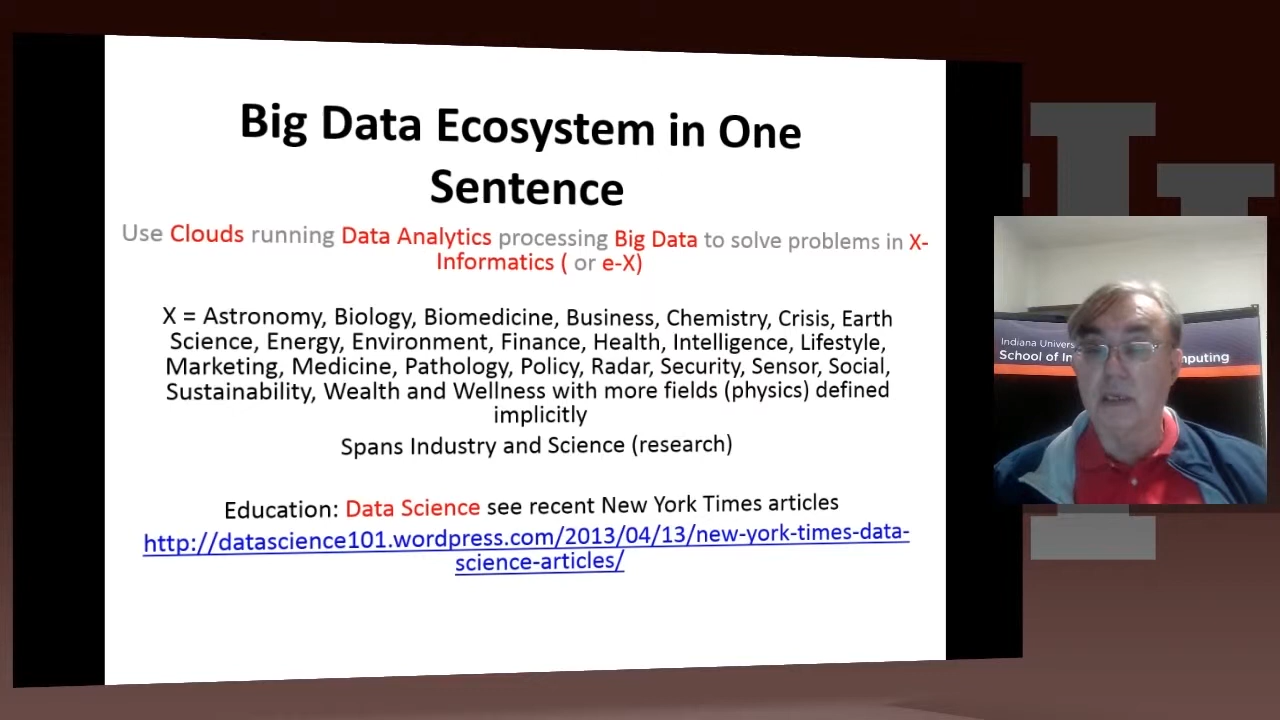 Big Data Ecosystem in One
Sentence
Use Clouds running Data Analytics processing Big Data to solve problems in X-
Informatics ( or e-X)
X = Astronomy, Biology, Biomedicine, Business, Chemistry, Crisis, Earth
Science, Energy, Environment, Finance, Health, Intelligence, Lifestyle,
Marketing, Medicine, Pathology, Policy, Radar, Security, Sensor, Social,
Sustainability, Wealth and Wellness with more fields (physics) defined
implicitly
Spans Industry and Science (research)
Education: Data Science see recent New York Times articles
http://datascience101.wordpress.com/2013/04/13/new-york-times-data-
science-articles/
Indiana Univers
School of In mputing